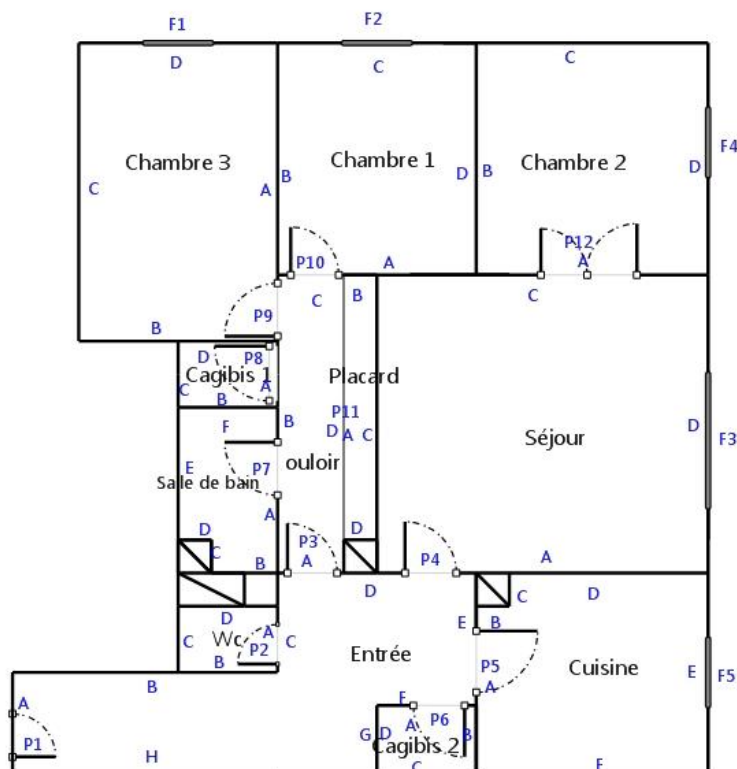 F1
F2
D
C
C
F4
Chambre 3
Chambre 1
Chambre 2
C
A
B
D
B
D
P12
A
P10
A
C
B
C
P9
B
D
P8
Cagibis 1
Placard
C
A
B
P11
F
B
D
A
C
Séjour
D
F3
E
P7
ouloir
Salle de bain
A
D
C
B
P3
A
D
P4
A
D
C
D
B
E
Wc
A
C
P2
B
C
Entrée
P5
A
Cuisine
E
F5
B
A
P1
H
F
P6
A
G
D
B
Cagibis 2
C
F